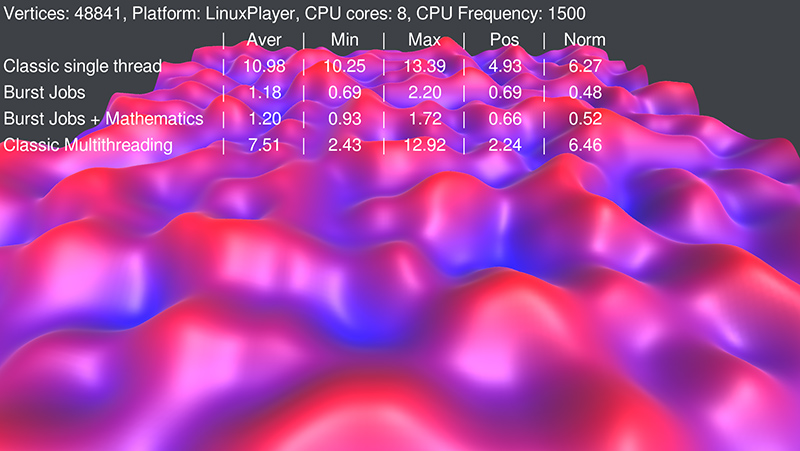 Vertices: 48841, Platform: LinuxPlayer, CPU cores: 8, CPU Frequency: 1500
| Aver | Min | Max | Pos | Norm
Classic single thread | 10.98 | 10.25 | 13.39 | 4.93 | 6.27
Burst Jobs | 1.18 | 0.69 | 2.20 | 0.69 | 0.48
Burst Jobs + Mathematics | 1.20 | 0.93 | 1.72 | 0.66 | 0.52
Classic Multithreading | 7.51 | 2.43 | 12.92 | 2.24 | 6.46